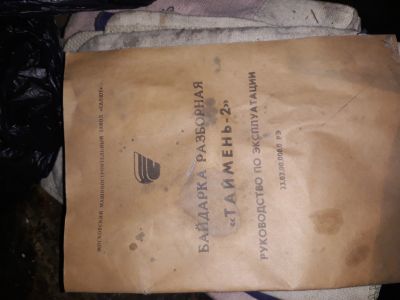 МОСКОВСКИЙ МАШИНОСТРОИТЕЛЬНЫЙ ЗАВОД «САЛЮТ»
БАЙДАРКА РАЗБОРНАЯ
«ТАЙМЕНЬ-2»
РУКОВОДСТВО ПО ЭКСПЛУАТАЦИИ